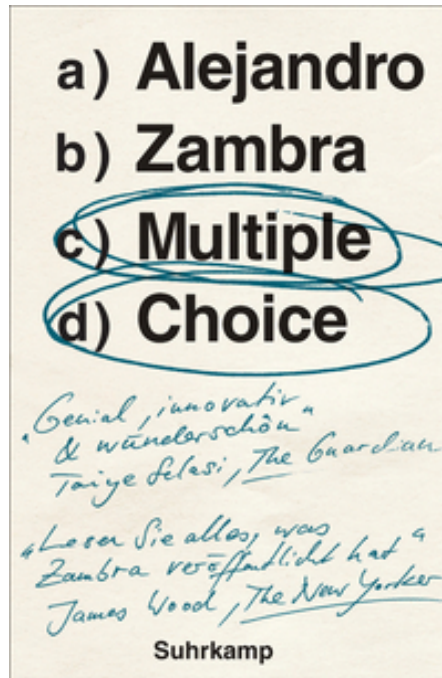 a) Alejandro
b) Zambra
c) Multiple
d) Choice
„Genial, innovativ
& wunderschön“
Taiye Selasi, The Guardian
„Lesen Sie alles, was
Zambra veröffentlicht hat“
James Wood, The New Yorker
Suhrkamp